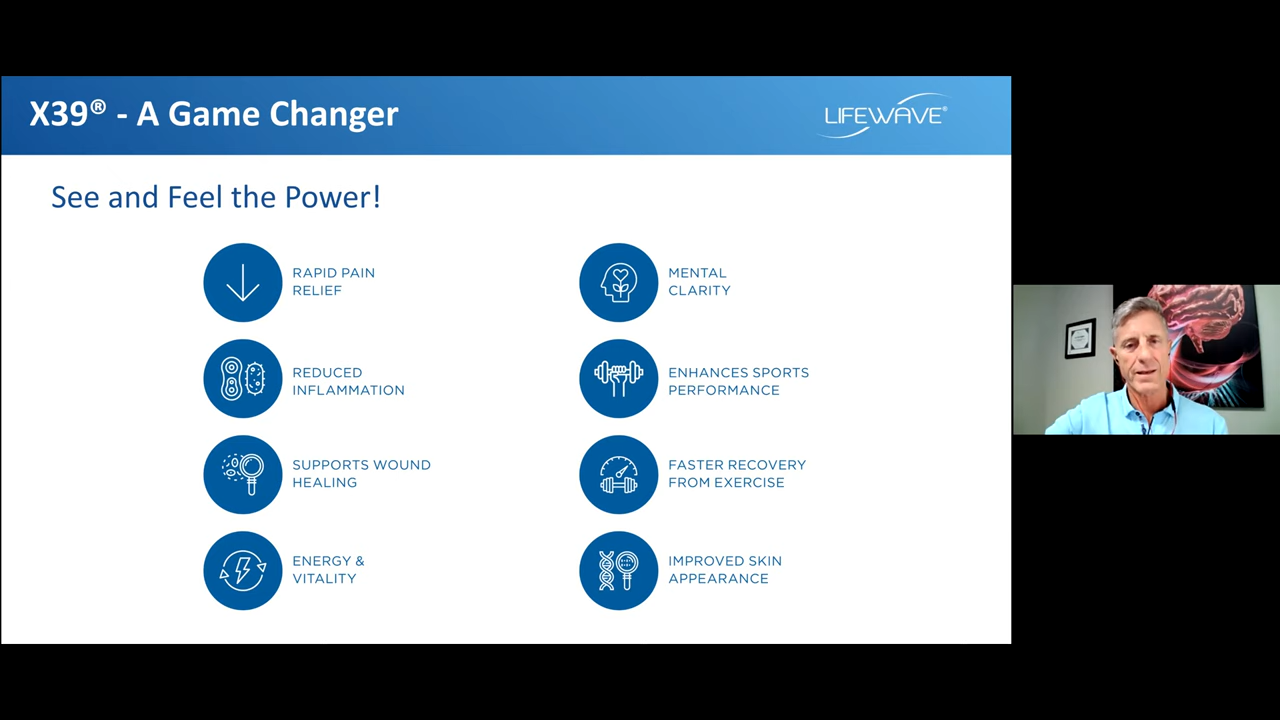 X39® - A Game Changer
LIFEWAVE®
See and Feel the Power!
RAPID PAIN
RELIEF
REDUCED
INFLAMMATION
SUPPORTS WOUND
HEALING
ENERGY &
VITALITY
MENTAL
CLARITY
ENHANCES SPORTS
PERFORMANCE
FASTER RECOVERY
FROM EXERCISE
IMPROVED SKIN
APPEARANCE